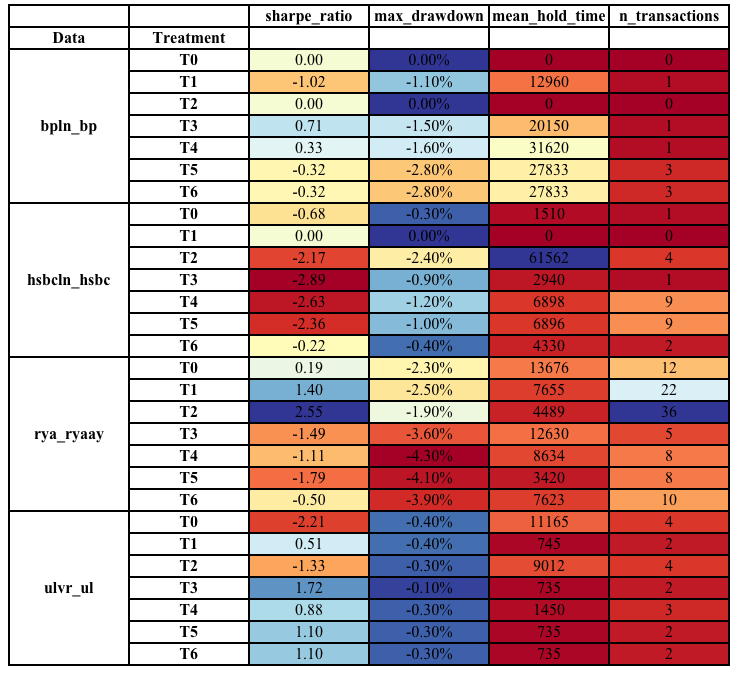 sharpe_ratio max_drawdown mean_hold_time n_transactions
Data Treatment
bpln_bp T0 0.00 0.00% 0 0
T1 -1.02 -1.10% 12960 1
T2 0.00 0.00% 0 0
T3 0.71 -1.50% 20150 1
T4 0.33 -1.60% 31620 1
T5 -0.32 -2.80% 27833 3
T6 -0.32 -2.80% 27833 3
hsbcln_hsbc T0 -0.68 -0.30% 1510 1
T1 0.00 0.00% 0 0
T2 -2.17 -2.40% 61562 4
T3 -2.89 -0.90% 2940 1
T4 -2.63 -1.20% 6898 9
T5 -2.36 -1.00% 6896 9
T6 -0.22 -0.40% 4330 2
rya_ryaay T0 0.19 -2.30% 13676 12
T1 1.40 -2.50% 7655 22
T2 2.55 -1.90% 4489 36
T3 -1.49 -3.60% 12630 5
T4 -1.11 -4.30% 8634 8
T5 -1.79 -4.10% 3420 8
T6 -0.50 -3.90% 7623 10
ulvr_ul T0 -2.21 -0.40% 11165 4
T1 0.51 -0.40% 745 2
T2 -1.33 -0.30% 9012 4
T3 1.72 -0.10% 735 2
T4 0.88 -0.30% 1450 3
T5 1.10 -0.30% 735 2
T6 1.10 -0.30% 735 2